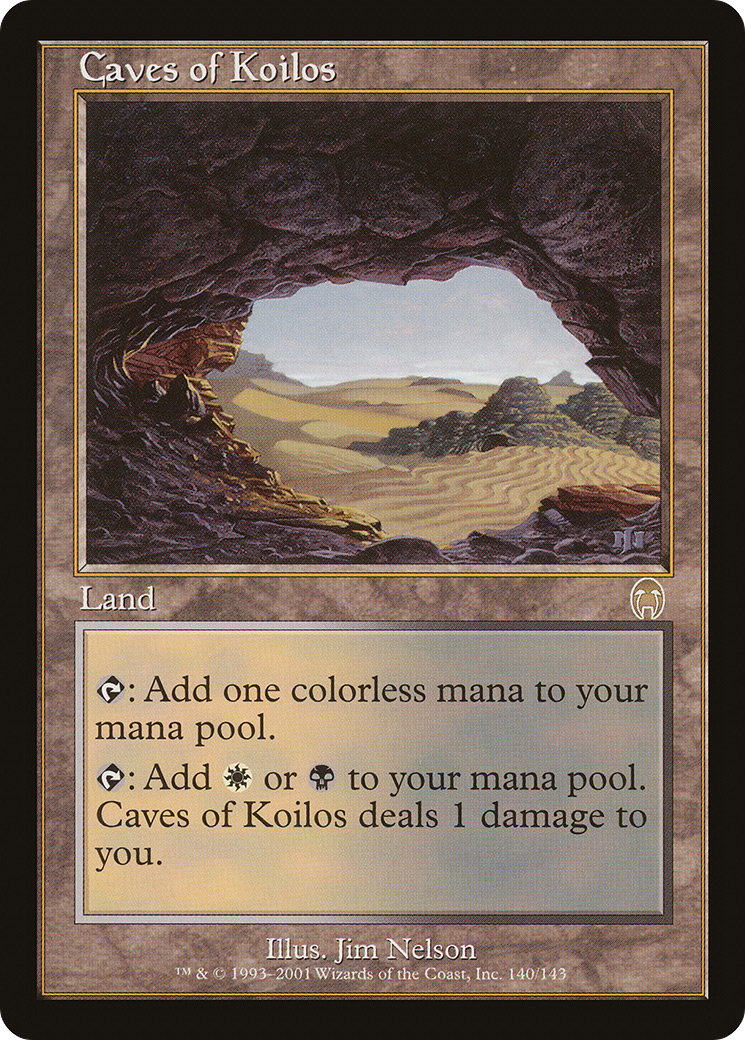 Caves of Koilos
Land
: Add one colorless mana to your
mana pool.
: Add or to your mana pool.
Caves of Koilos deals 1 damage to
you.
Illus. Jim Nelson
™ & © 1993–2001 Wizards of the Coast, Inc. 140/143